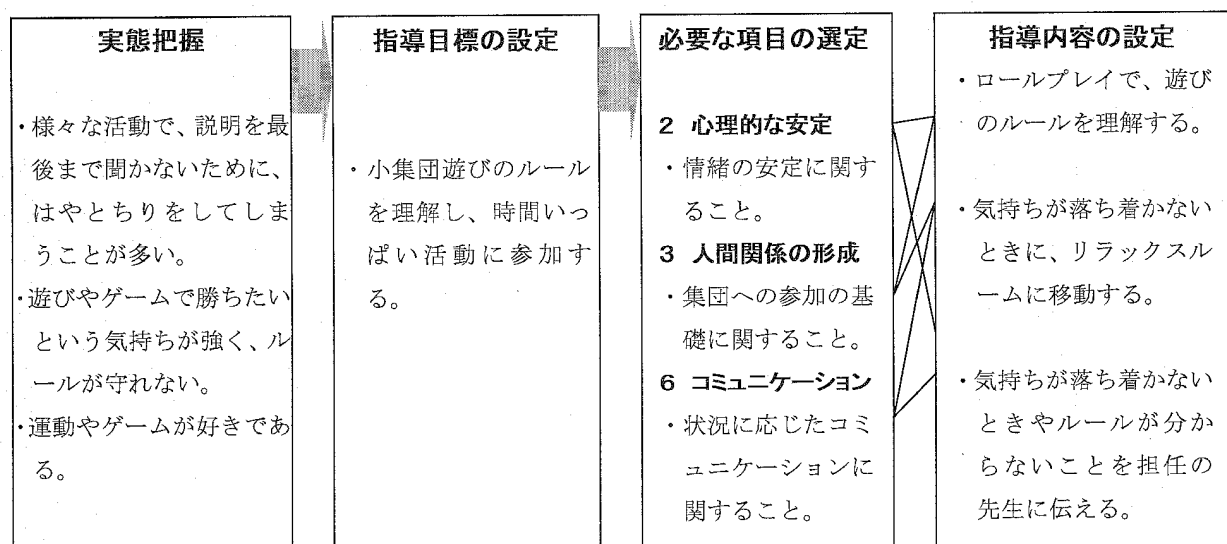 実態把握
・様々な活動で、説明を最
後まで聞かないために、
はやとちりをしてしま
うことが多い。
・遊びやゲームで勝ちたい
という気持ちが強く、ル
ールが守れない。
・運動やゲームが好きであ
る。
指導目標の設定
・小集団遊びのルール
を理解し、時間いっ
ぱい活動に参加す
る。
必要な項目の選定
2 心理的な安定
・情緒の安定に関す
ること。
3 人間関係の形成
・集団への参加の基
礎に関すること。
6 コミュニケーション
・状況に応じたコミ
ュニケーションに
関すること。
指導内容の設定
・ロールプレイで、遊び
のルールを理解する。
・気持ちが落ち着かない
ときに、リラックスル
ームに移動する。
・気持ちが落ち着かない
ときやルールが分か
らないことを担任の
先生に伝える。